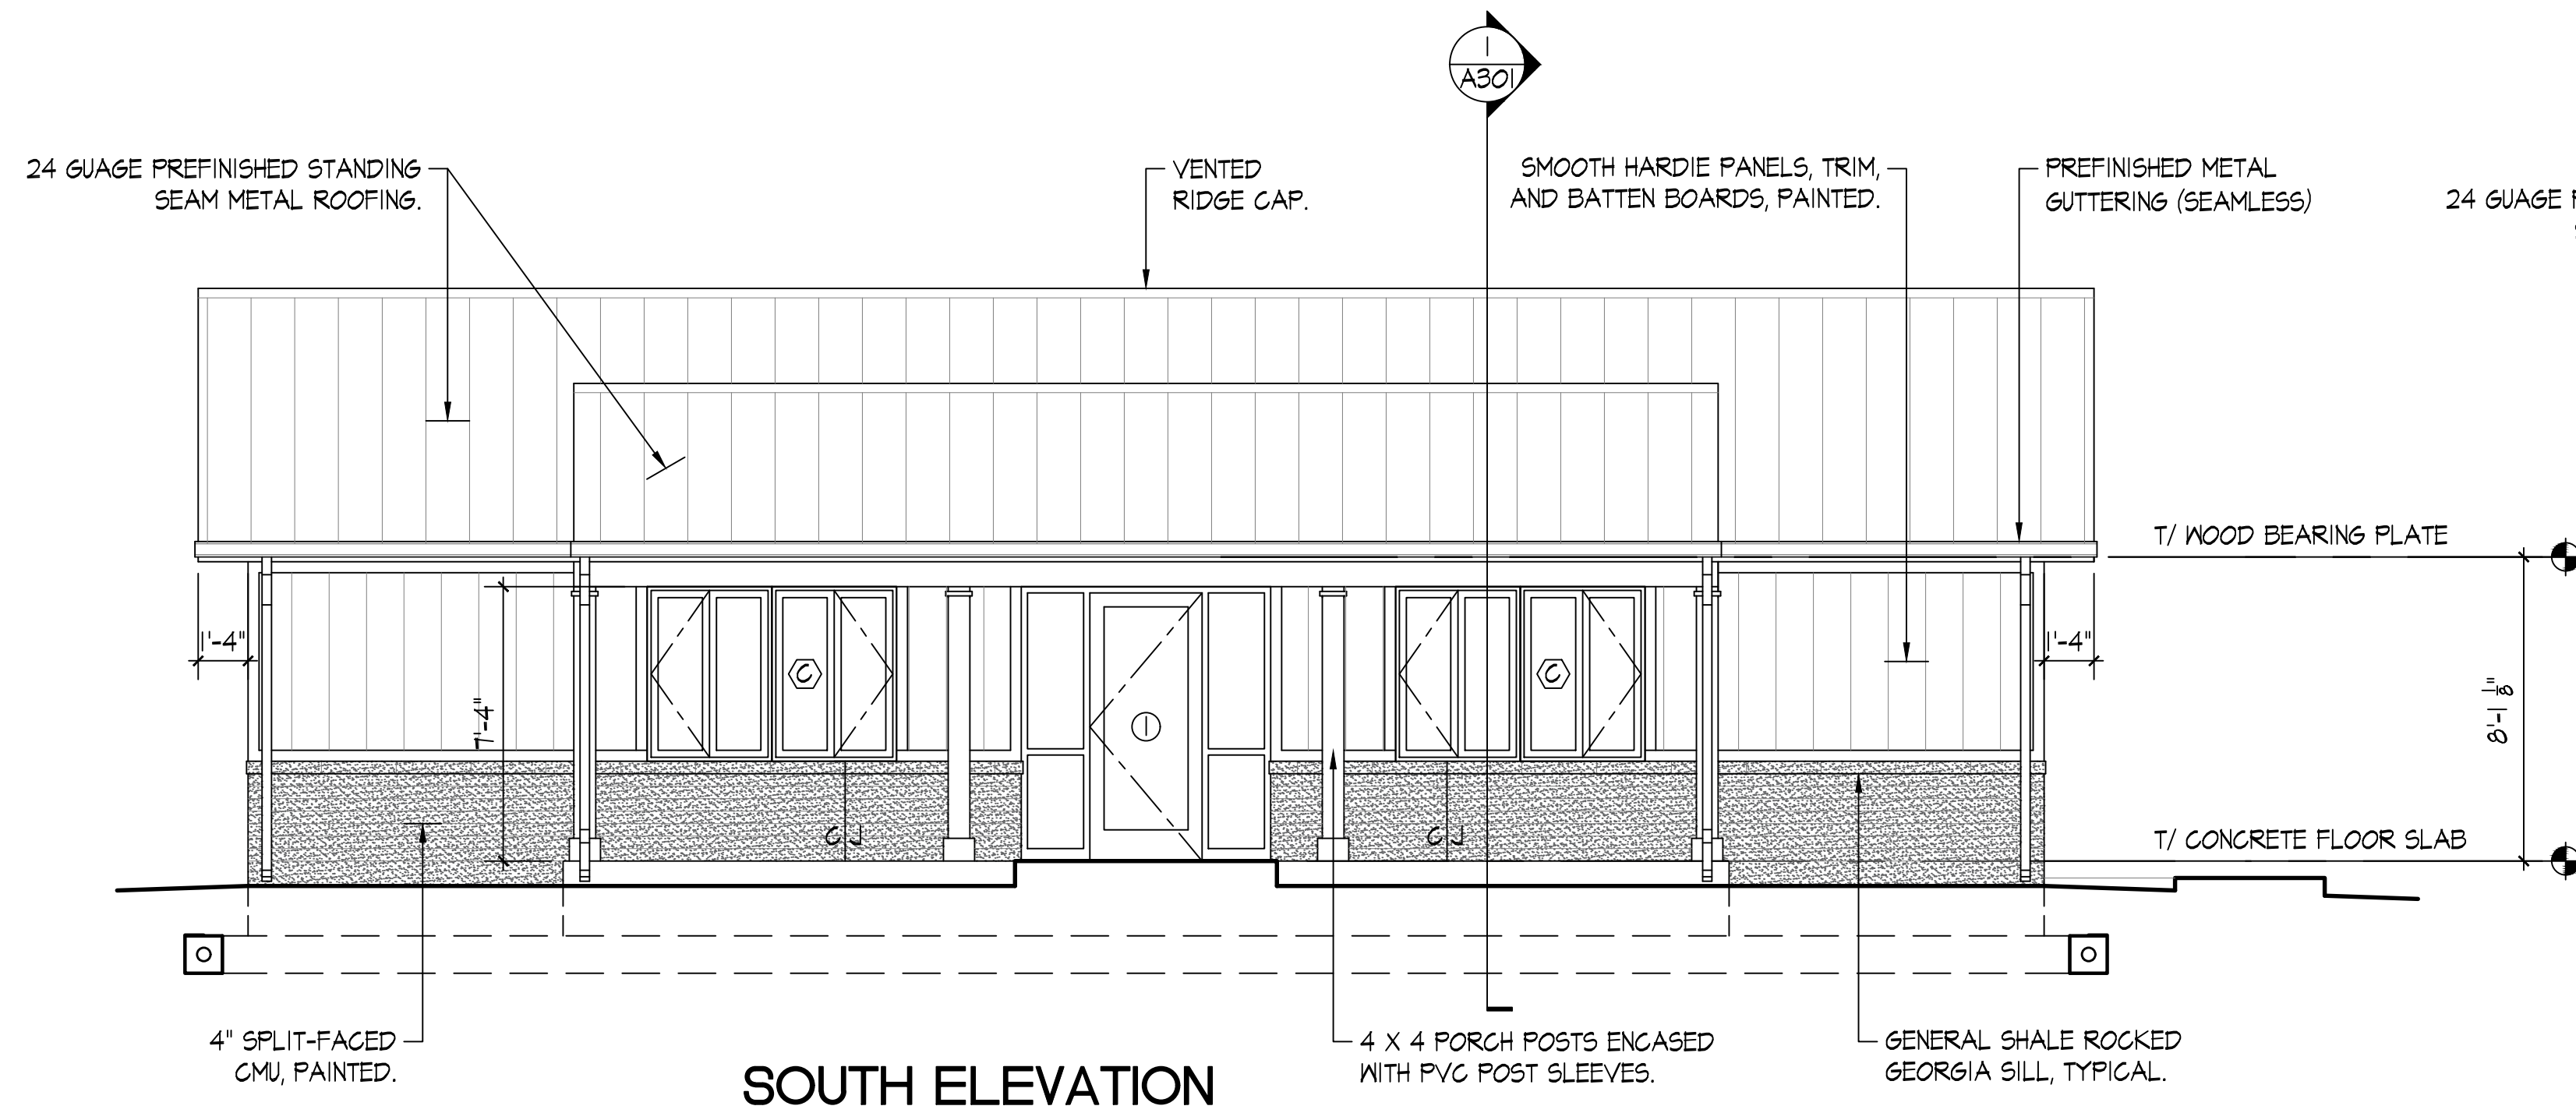 1
A301
24 GUAGE PREFINISHED STANDING
SEAM METAL ROOFING.
VENTED
RIDGE CAP.
SMOOTH HARDIE PANELS, TRIM,
AND BATTEN BOARDS, PAINTED.
PREFINISHED METAL
GUTTERING (SEAMLESS)
24 GUAGE
T/ WOOD BEARING PLATE
1'-4"
1'-4"
7'-4"
C
1
C
8'-1 1/8"
CJ
CJ
T/ CONCRETE FLOOR SLAB
4" SPLIT-FACED
CMU, PAINTED.
4 X 4 PORCH POSTS ENCASED
WITH PVC POST SLEEVES.
GENERAL SHALE ROCKED
GEORGIA SILL, TYPICAL.
SOUTH ELEVATION